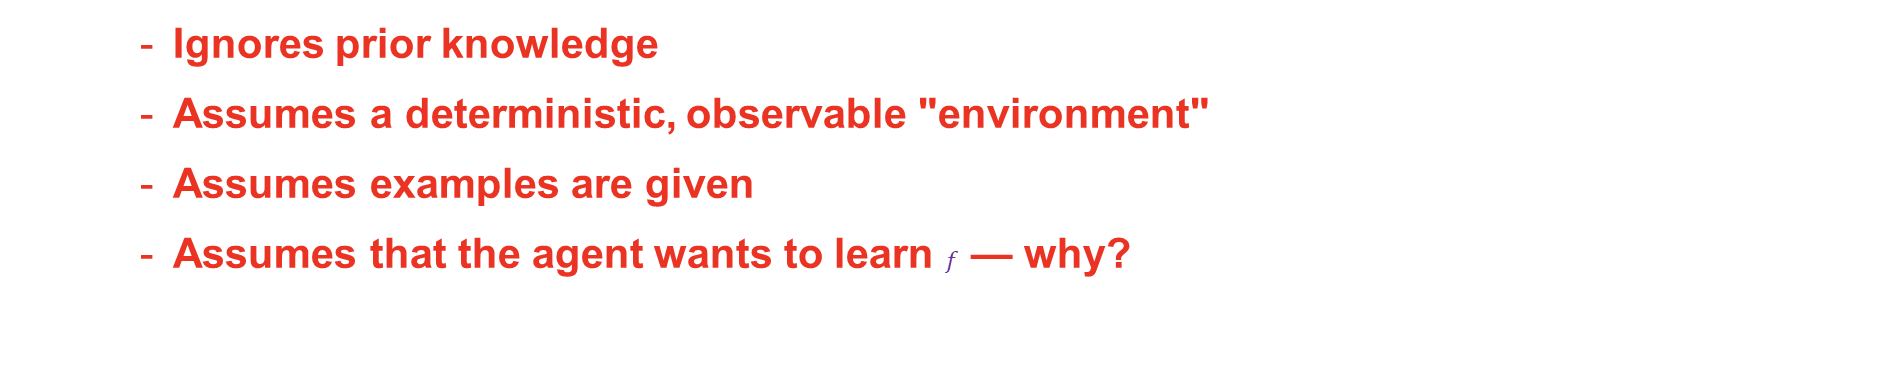 - Ignores prior knowledge
- Assumes a deterministic, observable "environment"
- Assumes examples are given
- Assumes that the agent wants to learn f — why?